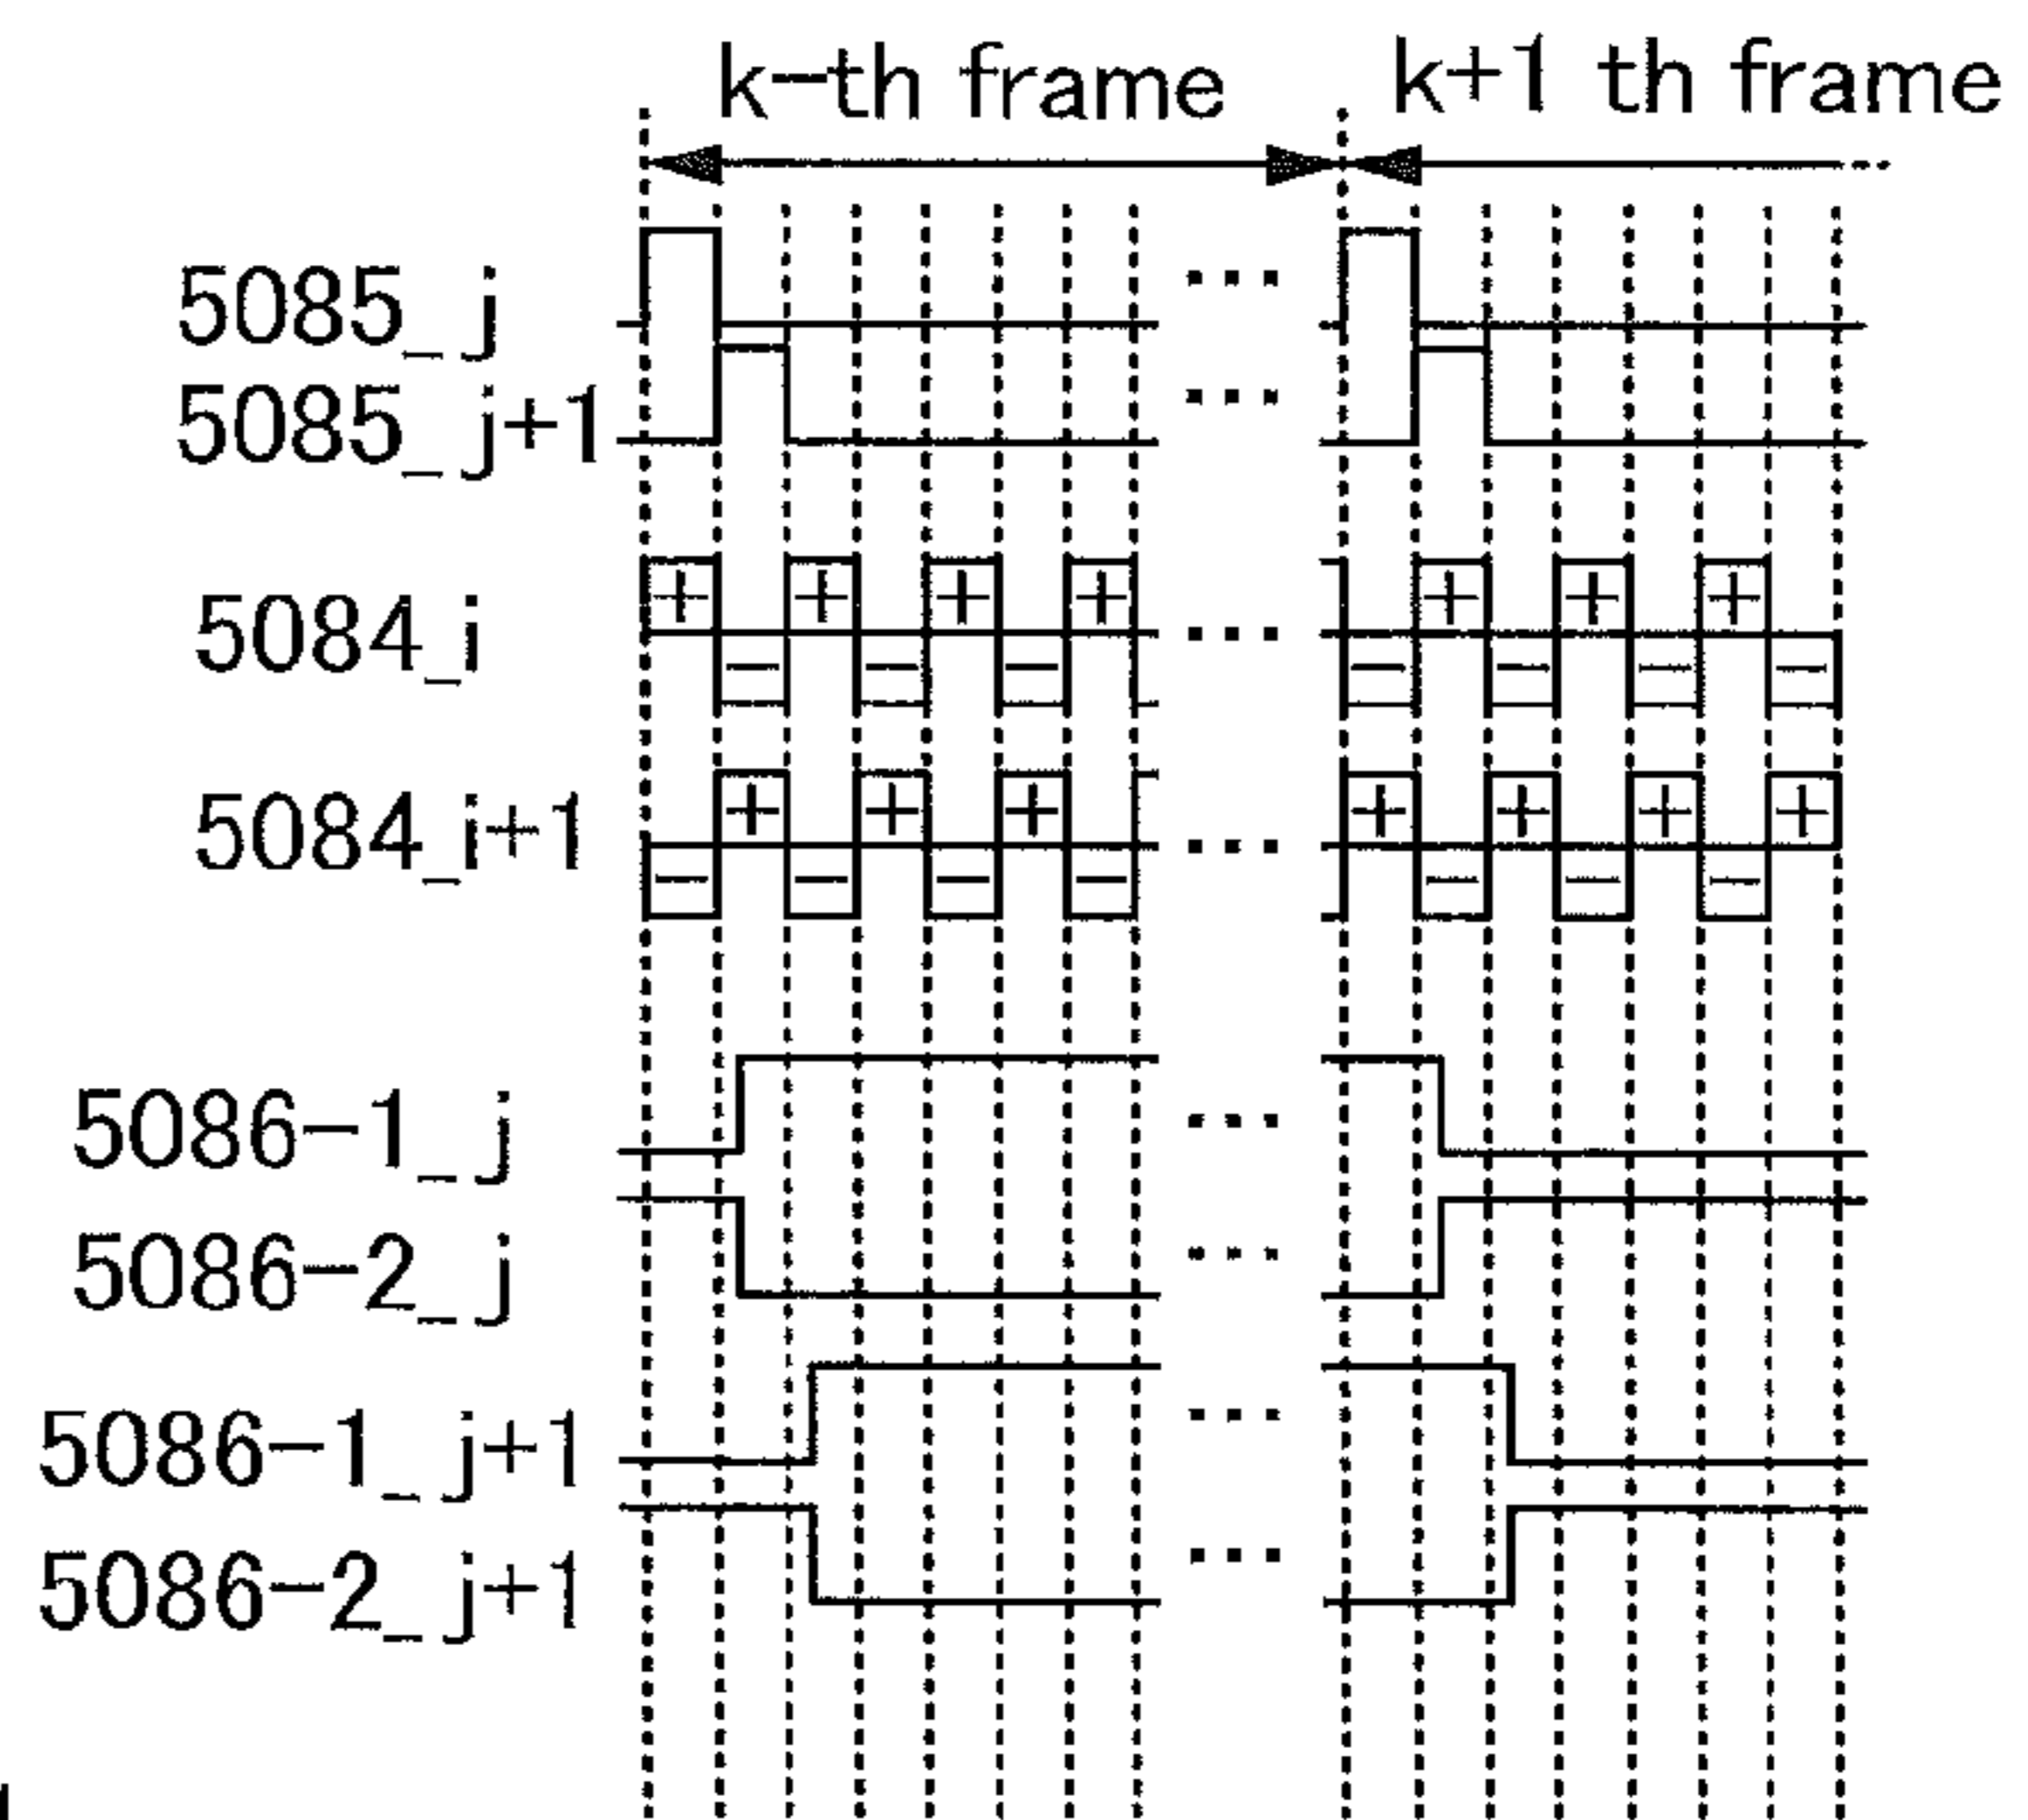 k-th frame
k+1 th frame
5085_j
5085_j+1
5084_i
+ + + +
− − −
+ + +
− − − −
5084_i+1
+ + +
− − − −
+ + + +
− − −
5086-1_j
5086-2_j
5086-1_j+1
5086-2_j+1